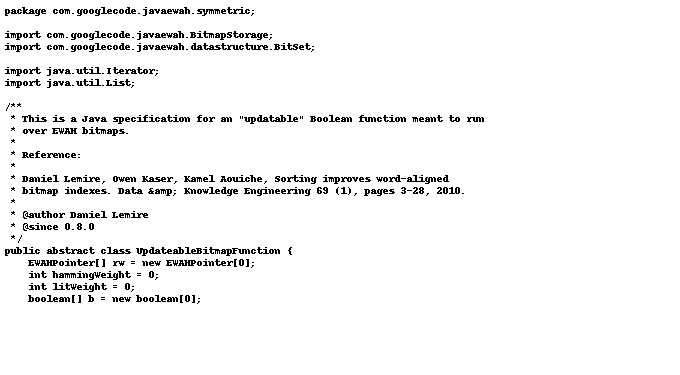 package com.googlecode.javaewah.symmetric;

import com.googlecode.javaewah.BitmapStorage;
import com.googlecode.javaewah.datastructure.BitSet;

import java.util.Iterator;
import java.util.List;

/**
 * This is a Java specification for an "updatable" Boolean function meant to run
 * over EWAH bitmaps.
 *
 * Reference:
 *
 * Daniel Lemire, Owen Kaser, Kamel Aouiche, Sorting improves word-aligned
 * bitmap indexes. Data &amp; Knowledge Engineering 69 (1), pages 3-28, 2010.
 *
 * @author Daniel Lemire
 * @since 0.8.0
 */
public abstract class UpdateableBitmapFunction {
    EWAHPointer[] rw = new EWAHPointer[0];
    int hammingWeight = 0;
    int litWeight = 0;
    boolean[] b = new boolean[0];